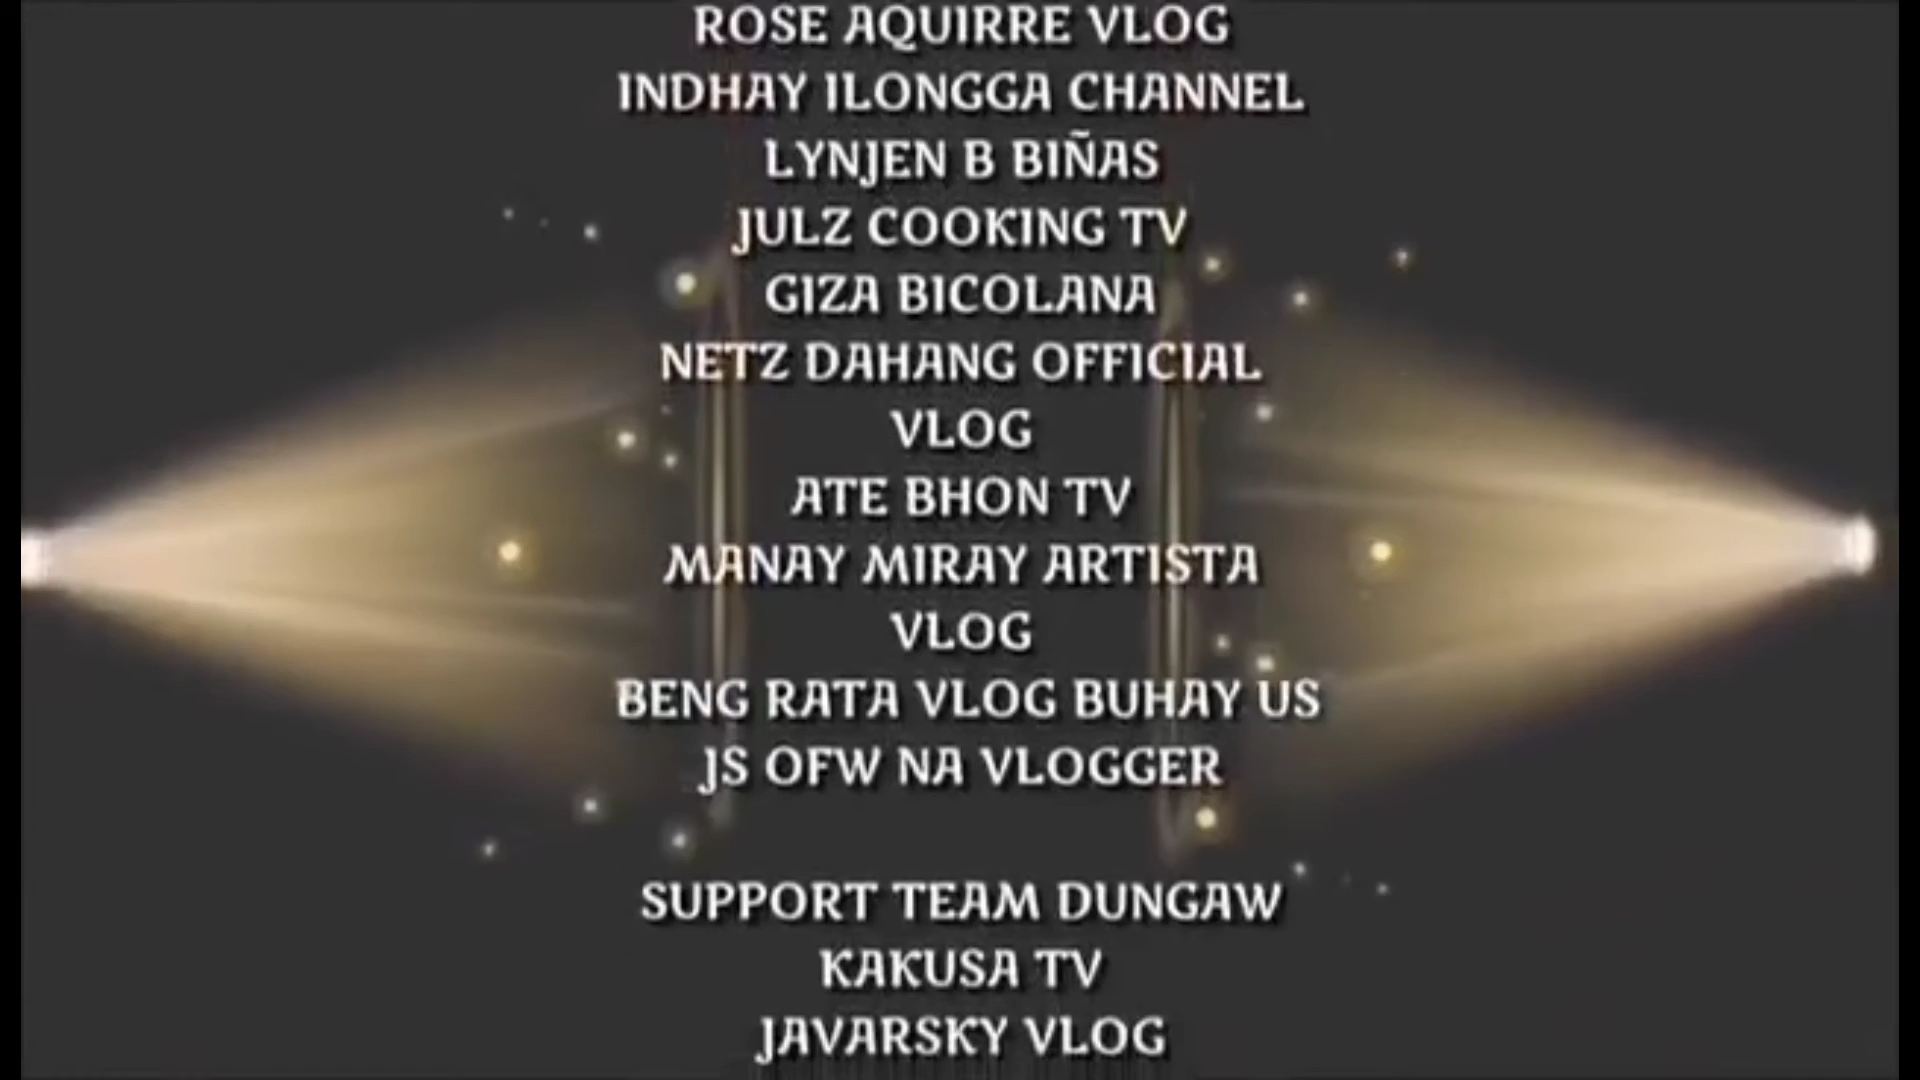 ROSE AQUIRRE VLOG
INDHAY ILONGGA CHANNEL
LYNJEN B BIÑAS
JULZ COOKING TV
GIZA BICOLANA
NETZ DAHANG OFFICIAL
VLOG
ATE BHON TV
MANAY MIRAY ARTISTA
VLOG
BENG RATA VLOG BUHAY US
JS OFW NA VLOGGER
SUPPORT TEAM DUNGAW
KAKUSA TV
JAVARSKY VLOG